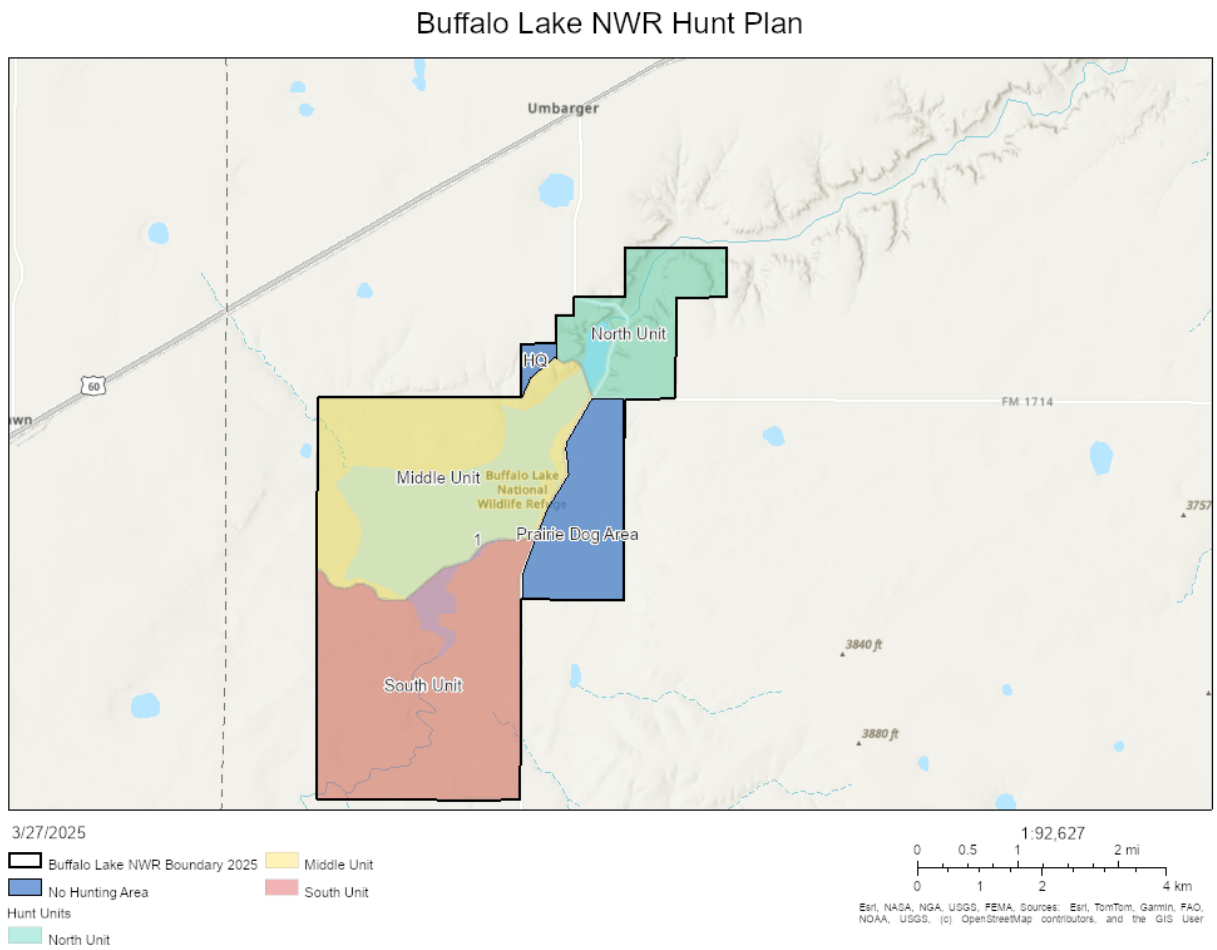 Buffalo Lake NWR Hunt Plan
Umbarger
North Unit
HQ
60
wn
FM 1714
Middle Unit
Buffalo Lake
National
Wildlife Refuge
3757
1
Prairie Dog Area
3840 ft
South Unit
3880 ft
3/27/2025
Buffalo Lake NWR Boundary 2025
No Hunting Area
Hunt Units
North Unit
Middle Unit
South Unit
1:92,627
0 0.5 1 2 mi
0 1 2 4 km
Esri, NASA, NGA, USGS, FEMA, Sources: Esri, TomTom, Garmin, FAO,
NOAA, USGS, (c) OpenStreetMap contributors, and the GIS User